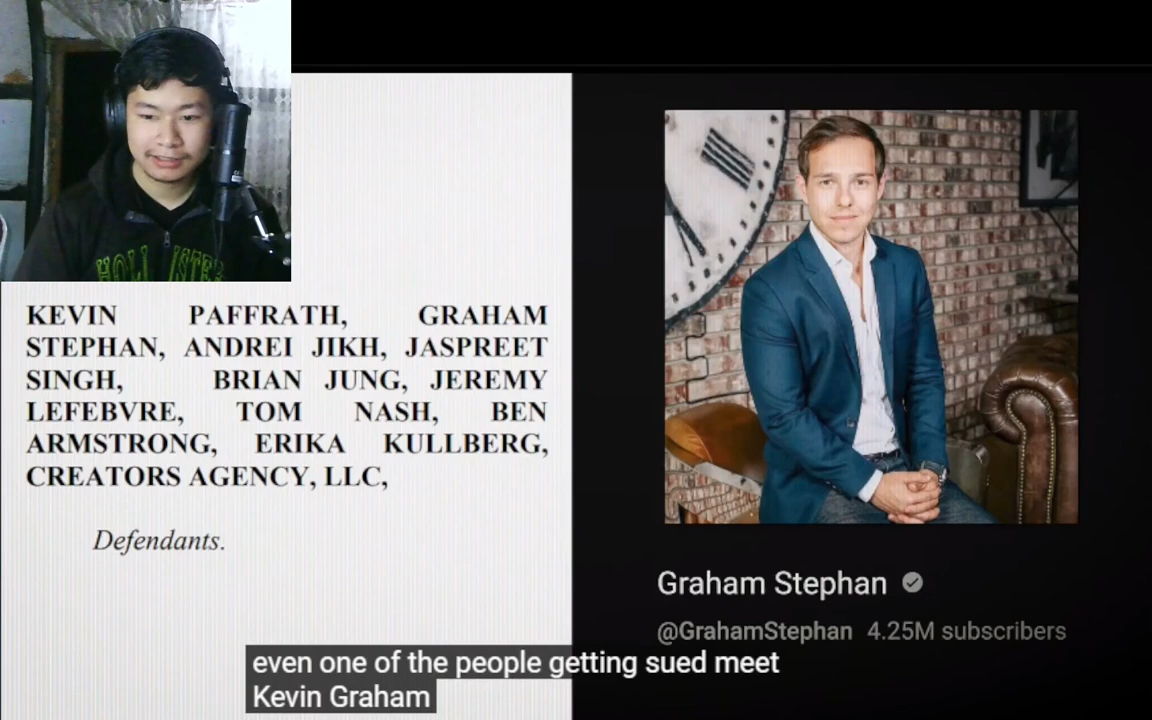 HOLLISTER
KEVIN PAFFRATH, GRAHAM
STEPHAN, ANDREI JIKH, JASPREET
SINGH, BRIAN JUNG, JEREMY
LEFEBVRE, TOM NASH, BEN
ARMSTRONG, ERIKA KULLBERG,
CREATORS AGENCY, LLC,
Defendants.
Graham Stephan
@GrahamStephan 4.25M subscribers
even one of the people getting sued meet
Kevin Graham